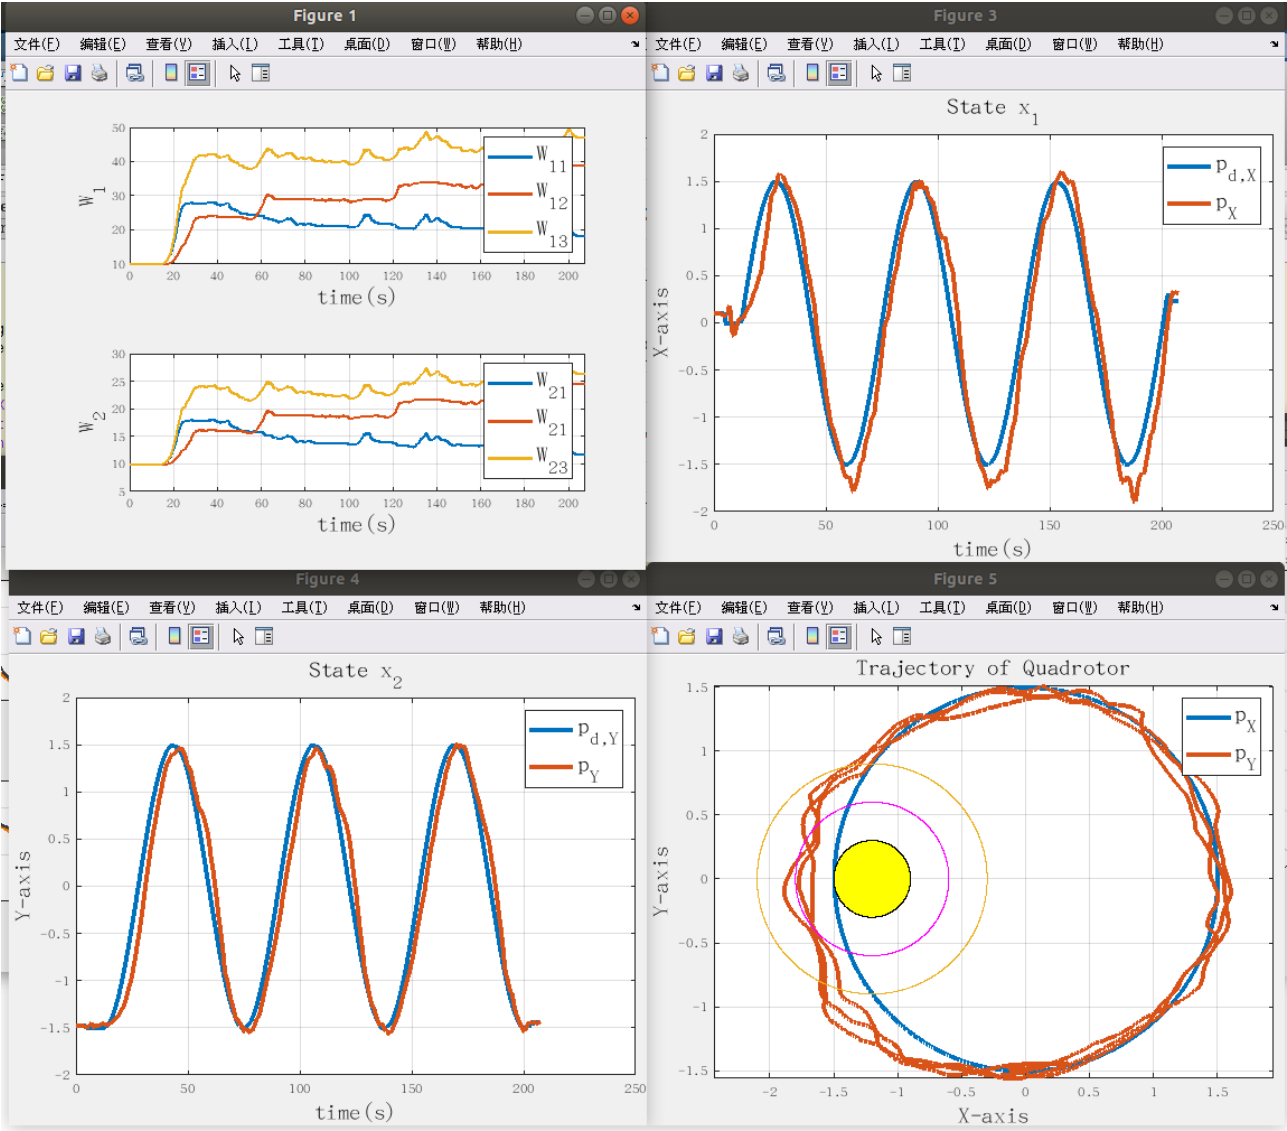 Figure 1
文件(F) 编辑(E) 查看(V) 插入(I) 工具(T) 桌面(D) 窗口(W) 帮助(H)
50
40
30
20
10
W1
0 20 40 60 80 100 120 140 160 180 200
time(s)
W11
W12
W13
30
25
20
15
10
5
W2
0 20 40 60 80 100 120 140 160 180 200
time(s)
W21
W21
W23
Figure 3
文件(F) 编辑(E) 查看(V) 插入(I) 工具(T) 桌面(D) 窗口(W) 帮助(H)
State x1
2
1.5
1
0.5
0
-0.5
-1
-1.5
-2
X-axis
0 50 100 150 200 250
time(s)
pd,X
pX
Figure 4
文件(F) 编辑(E) 查看(V) 插入(I) 工具(T) 桌面(D) 窗口(W) 帮助(H)
State x2
2
1.5
1
0.5
0
-0.5
-1
-1.5
-2
Y-axis
0 50 100 150 200 250
time(s)
pd,Y
pY
Figure 5
文件(F) 编辑(E) 查看(V) 插入(I) 工具(T) 桌面(D) 窗口(W) 帮助(H)
Trajectory of Quadrotor
1.5
1
0.5
0
-0.5
-1
-1.5
Y-axis
-2 -1.5 -1 -0.5 0 0.5 1 1.5
X-axis
pX
pY